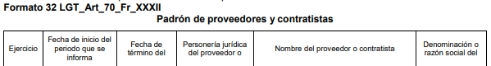 Formato 32 LGT_Art_70_Fr_XXXII
Padrón de proveedores y contratistas
Ejercicio
Fecha de inicio del
periodo que se
informa
Fecha de
término del
Personería jurídica
del proveedor o
Nombre del proveedor o contratista
Denominación o
razón social del